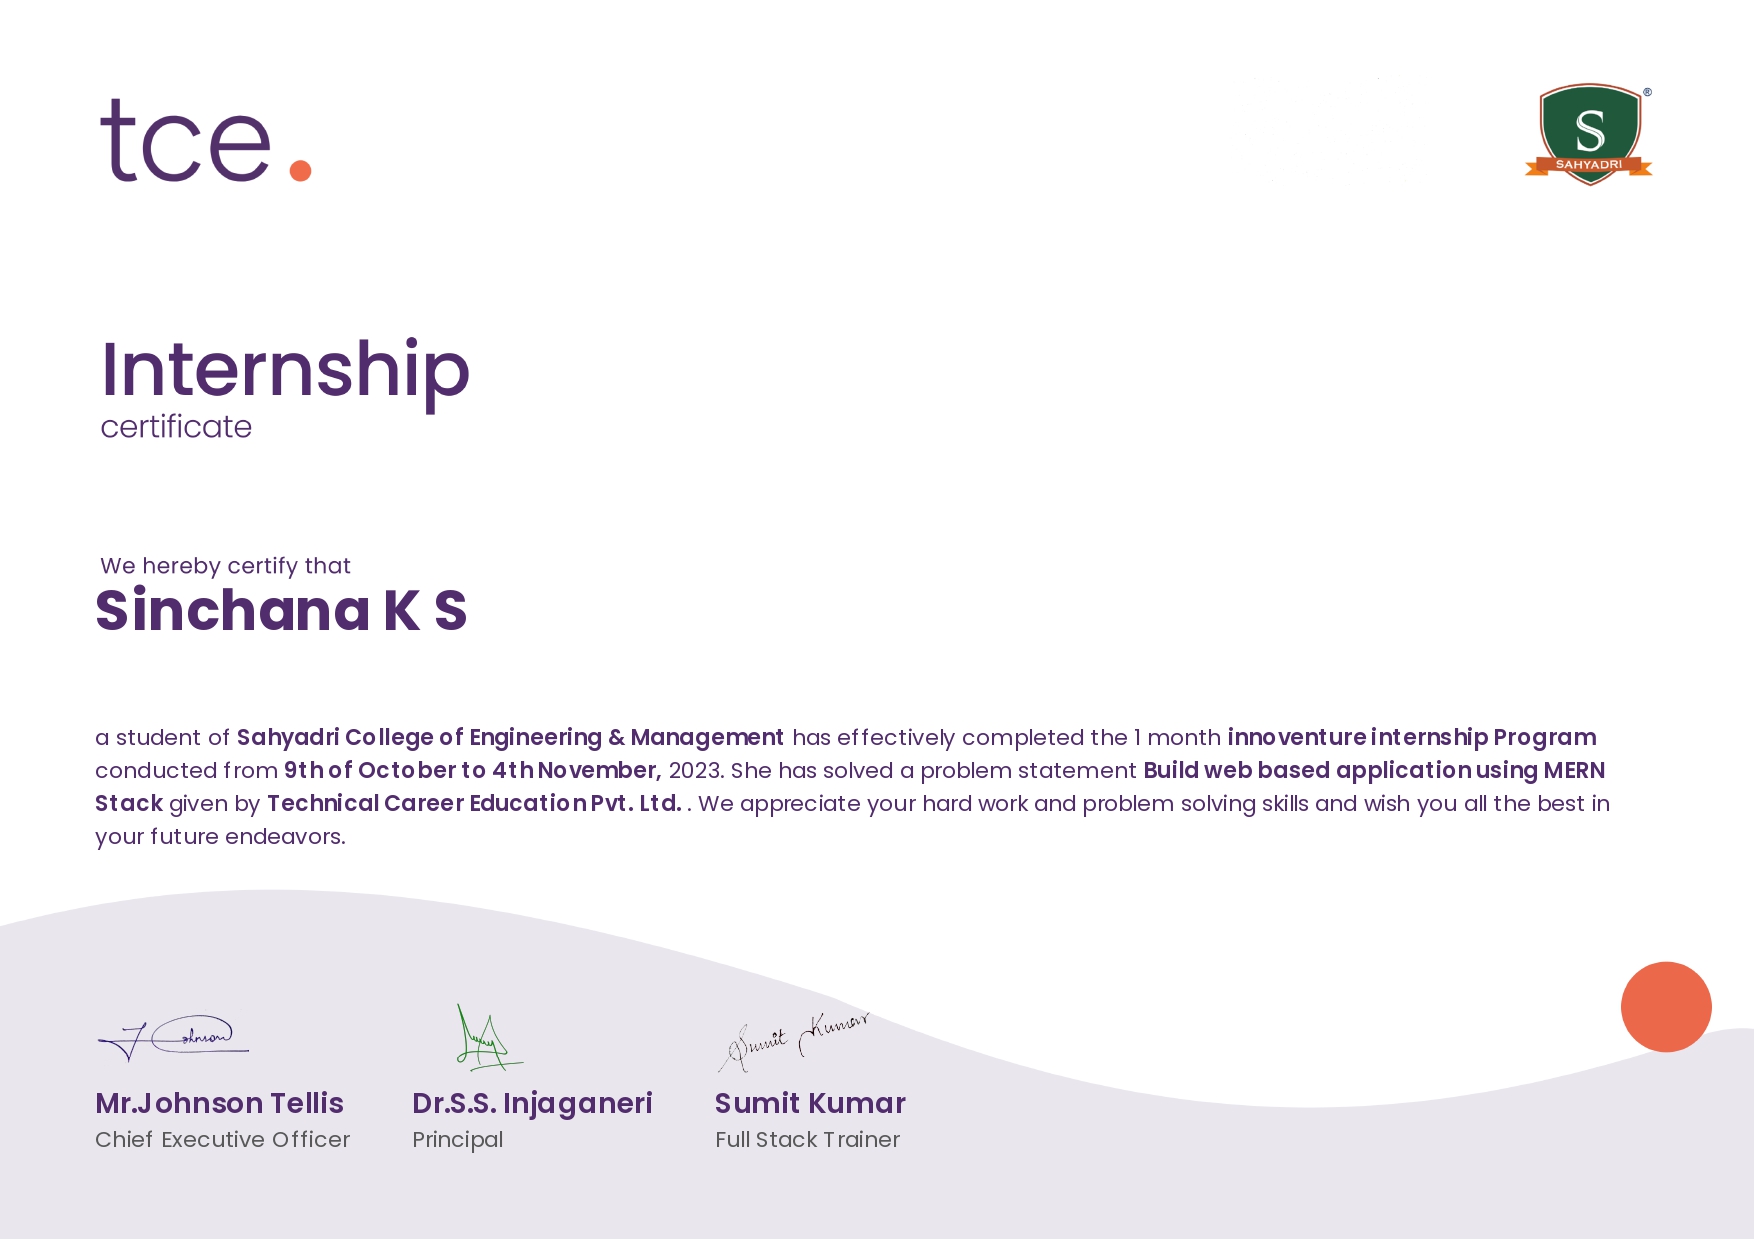 tce.
S
SAHYADRI
®
Internship
certificate
We hereby certify that
Sinchana K S
a student of Sahyadri College of Engineering & Management has effectively completed the 1 month innoventure internship Program
conducted from 9th of October to 4th November, 2023. She has solved a problem statement Build web based application using MERN
Stack given by Technical Career Education Pvt. Ltd. . We appreciate your hard work and problem solving skills and wish you all the best in
your future endeavors.
J Johnson
Sumit Kumar
Mr.Johnson Tellis
Dr.S.S. Injaganeri
Sumit Kumar
Chief Executive Officer
Principal
Full Stack Trainer